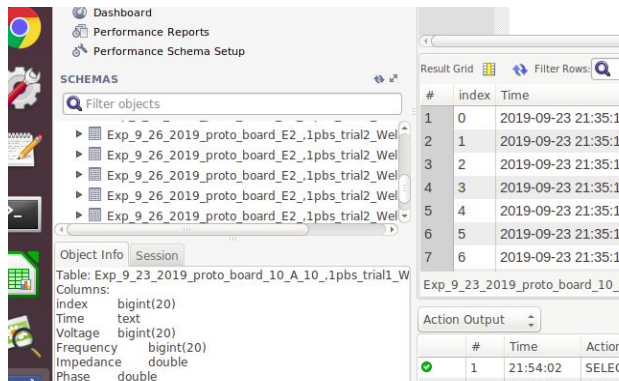 Dashboard
Performance Reports
Performance Schema Setup
SCHEMAS
Filter objects
Exp_9_26_2019_proto_board_E2_,1pbs_trial2_Wel
Exp_9_26_2019_proto_board_E2_,1pbs_trial2_Wel
Exp_9_26_2019_proto_board_E2_,1pbs_trial2_Wel
Exp_9_26_2019_proto_board_E2_,1pbs_trial2_Wel
Exp_9_26_2019_proto_board_E2_,1pbs_trial2_Wel
Object Info Session
Table: Exp_9_23_2019_proto_board_10_A_10_,1pbs_trial1_W
Columns:
index bigint(20)
Time text
Voltage bigint(20)
Frequency bigint(20)
Impedance double
Phase double
Result Grid Filter Rows:
# index Time
1 0 2019-09-23 21:35:1
2 1 2019-09-23 21:35:1
3 2 2019-09-23 21:35:1
4 3 2019-09-23 21:35:1
5 4 2019-09-23 21:35:1
6 5 2019-09-23 21:35:1
7 6 2019-09-23 21:35:1
Exp_9_23_2019_proto_board_10_
Action Output
# Time Action
1 21:54:02 SELEC